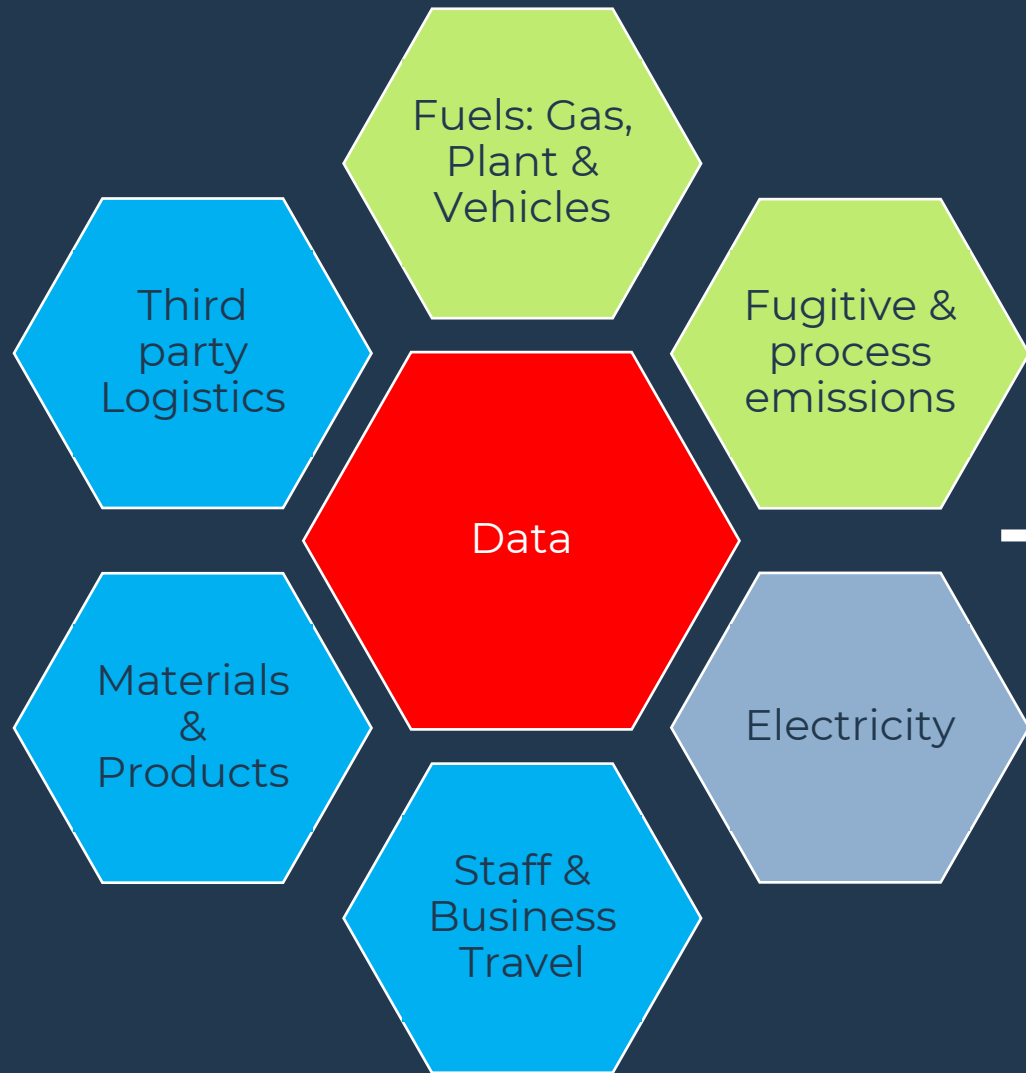 Fuels: Gas,
Plant &
Vehicles
Third
party
Logistics
Fugitive &
process
emissions
Data
Materials
&
Products
Electricity
Staff &
Business
Travel